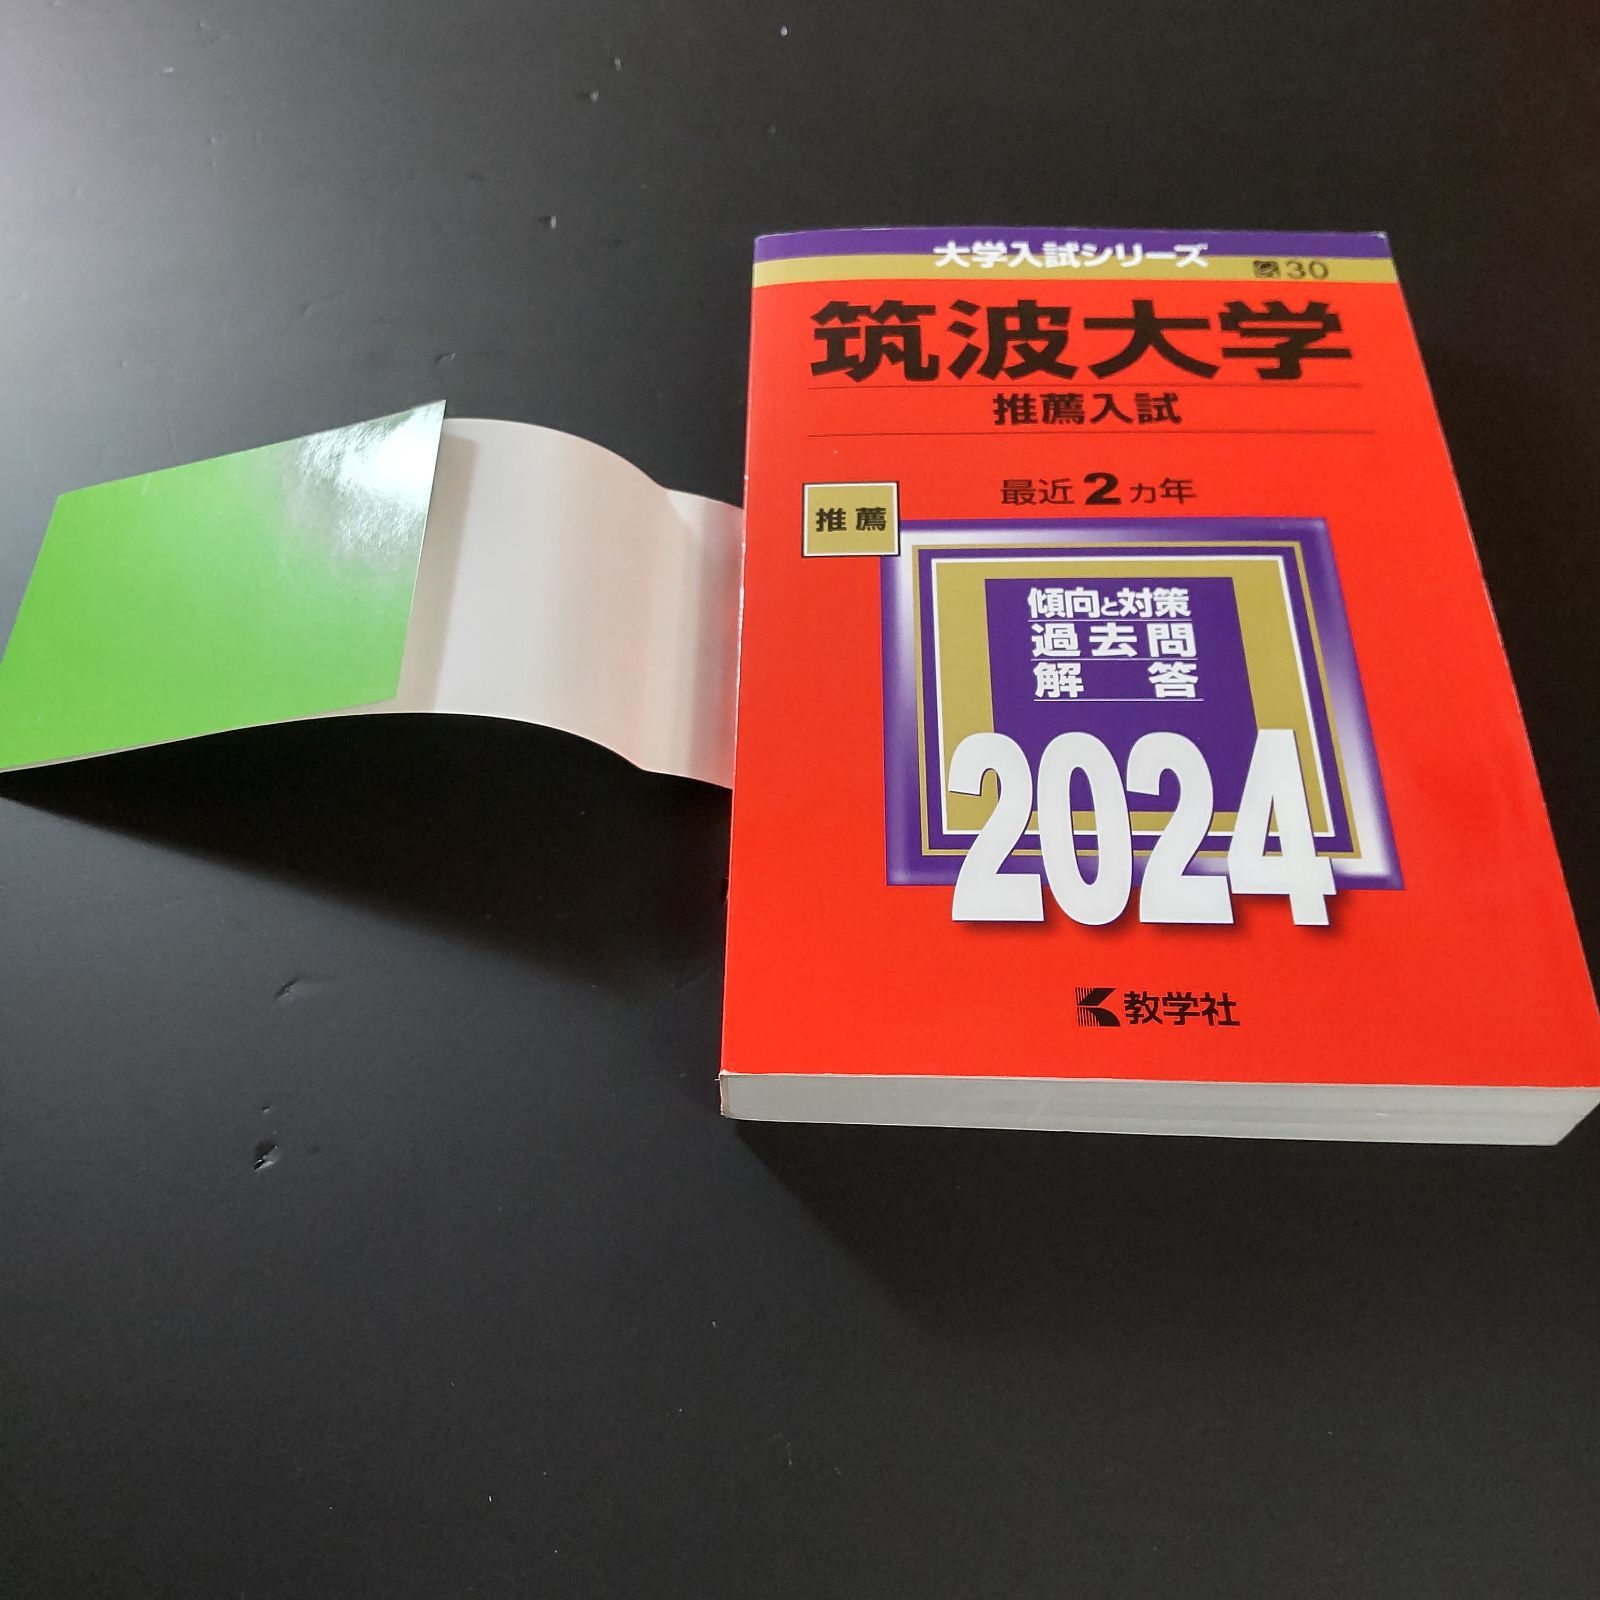 大学入試シリーズ
30
筑波大学
推薦入試
最近2カ年
推薦
傾向と対策
過去問
解答
2024
教学社